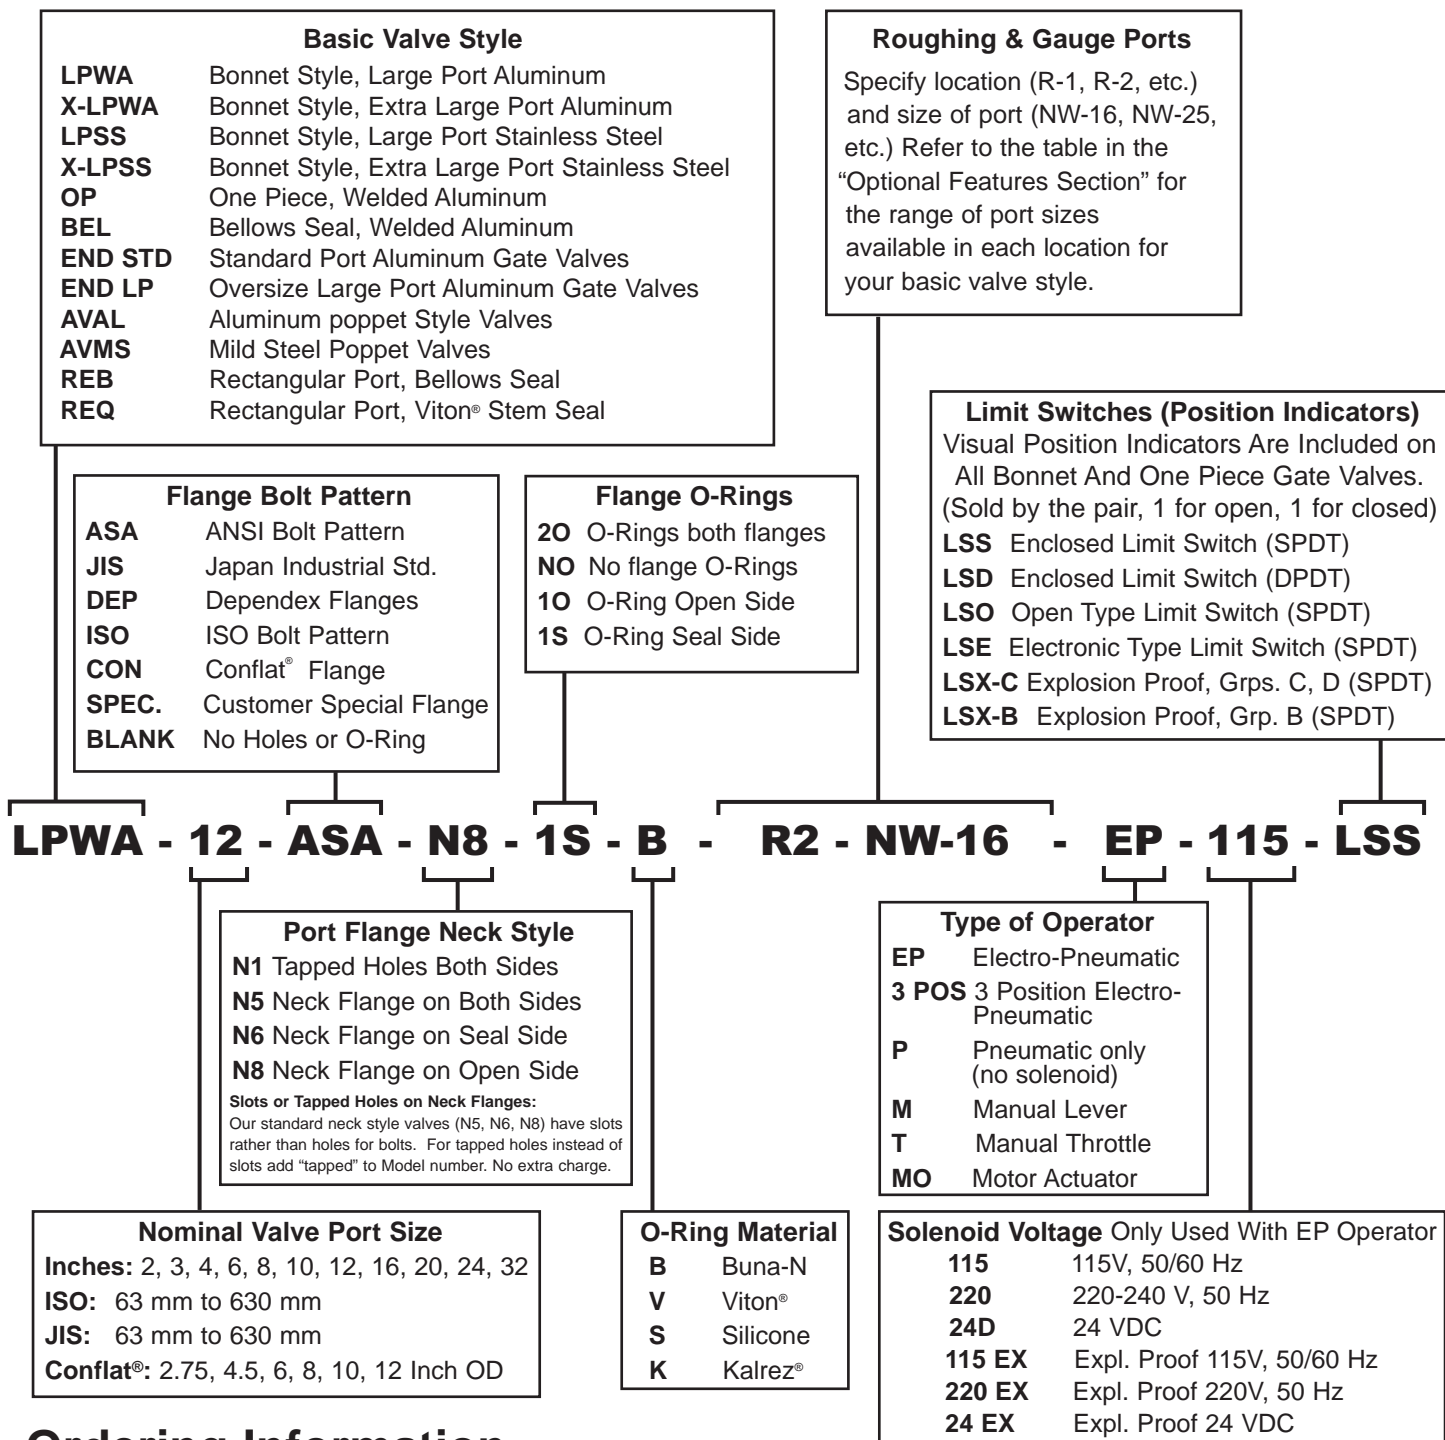 Basic Valve Style
LPWA Bonnet Style, Large Port Aluminum
X-LPWA Bonnet Style, Extra Large Port Aluminum
LPSS Bonnet Style, Large Port Stainless Steel
X-LPSS Bonnet Style, Extra Large Port Stainless Steel
OP One Piece, Welded Aluminum
BEL Bellows Seal, Welded Aluminum
END STD Standard Port Aluminum Gate Valves
END LP Oversize Large Port Aluminum Gate Valves
AVAL Aluminum poppet Style Valves
AVMS Mild Steel Poppet Valves
REB Rectangular Port, Bellows Seal
REQ Rectangular Port, Viton® Stem Seal
Roughing & Gauge Ports
Specify location (R-1, R-2, etc.)
and size of port (NW-16, NW-25,
etc.) Refer to the table in the
“Optional Features Section” for
the range of port sizes
available in each location for
your basic valve style.
Flange Bolt Pattern
ASA ANSI Bolt Pattern
JIS Japan Industrial Std.
DEP Dependex Flanges
ISO ISO Bolt Pattern
CON Conflat® Flange
SPEC. Customer Special Flange
BLANK No Holes or O-Ring
Flange O-Rings
2O O-Rings both flanges
NO No flange O-Rings
1O O-Ring Open Side
1S O-Ring Seal Side
Limit Switches (Position Indicators)
Visual Position Indicators Are Included on
All Bonnet And One Piece Gate Valves.
(Sold by the pair, 1 for open, 1 for closed)
LSS Enclosed Limit Switch (SPDT)
LSD Enclosed Limit Switch (DPDT)
LSO Open Type Limit Switch (SPDT)
LSE Electronic Type Limit Switch (SPDT)
LSX-C Explosion Proof, Grps. C, D (SPDT)
LSX-B Explosion Proof, Grp. B (SPDT)
LPWA - 12 - ASA - N8 - 1S - B - R2 - NW-16 - EP - 115 - LSS
Port Flange Neck Style
N1 Tapped Holes Both Sides
N5 Neck Flange on Both Sides
N6 Neck Flange on Seal Side
N8 Neck Flange on Open Side
Slots or Tapped Holes on Neck Flanges:
Our standard neck style valves (N5, N6, N8) have slots
rather than holes for bolts. For tapped holes instead of
slots add “tapped” to Model number. No extra charge.
Type of Operator
EP Electro-Pneumatic
3 POS 3 Position Electro-
Pneumatic
P Pneumatic only
(no solenoid)
M Manual Lever
T Manual Throttle
MO Motor Actuator
Nominal Valve Port Size
Inches: 2, 3, 4, 6, 8, 10, 12, 16, 20, 24, 32
ISO: 63 mm to 630 mm
JIS: 63 mm to 630 mm
Conflat®: 2.75, 4.5, 6, 8, 10, 12 Inch OD
O-Ring Material
B Buna-N
V Viton®
S Silicone
K Kalrez®
Solenoid Voltage Only Used With EP Operator
115 115V, 50/60 Hz
220 220-240 V, 50 Hz
24D 24 VDC
115 EX Expl. Proof 115V, 50/60 Hz
220 EX Expl. Proof 220V, 50 Hz
24 EX Expl. Proof 24 VDC
Ordering Information